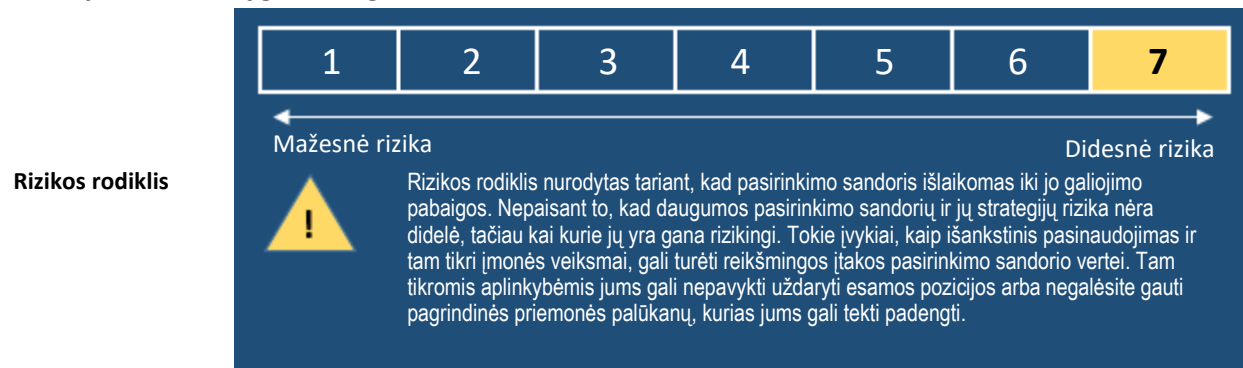 1 2 3 4 5 6 7
Mažesnė rizika
Didesnė rizika
Rizikos rodiklis
!
Rizikos rodiklis nurodytas tariant, kad pasirinkimo sandoris išlaikomas iki jo galiojimo
pabaigos. Nepaisant to, kad daugumos pasirinkimo sandorių ir jų strategijų rizika nėra
didelė, tačiau kai kurie jų yra gana rizikingi. Tokie įvykiai, kaip išankstinis pasinaudojimas ir
tam tikri įmonės veiksmai, gali turėti reikšmingos įtakos pasirinkimo sandorio vertei. Tam
tikromis aplinkybėmis jums gali nepavykti uždaryti esamos pozicijos arba negalėsite gauti
pagrindinės priemonės palūkanų, kurias jums gali tekti padengti.